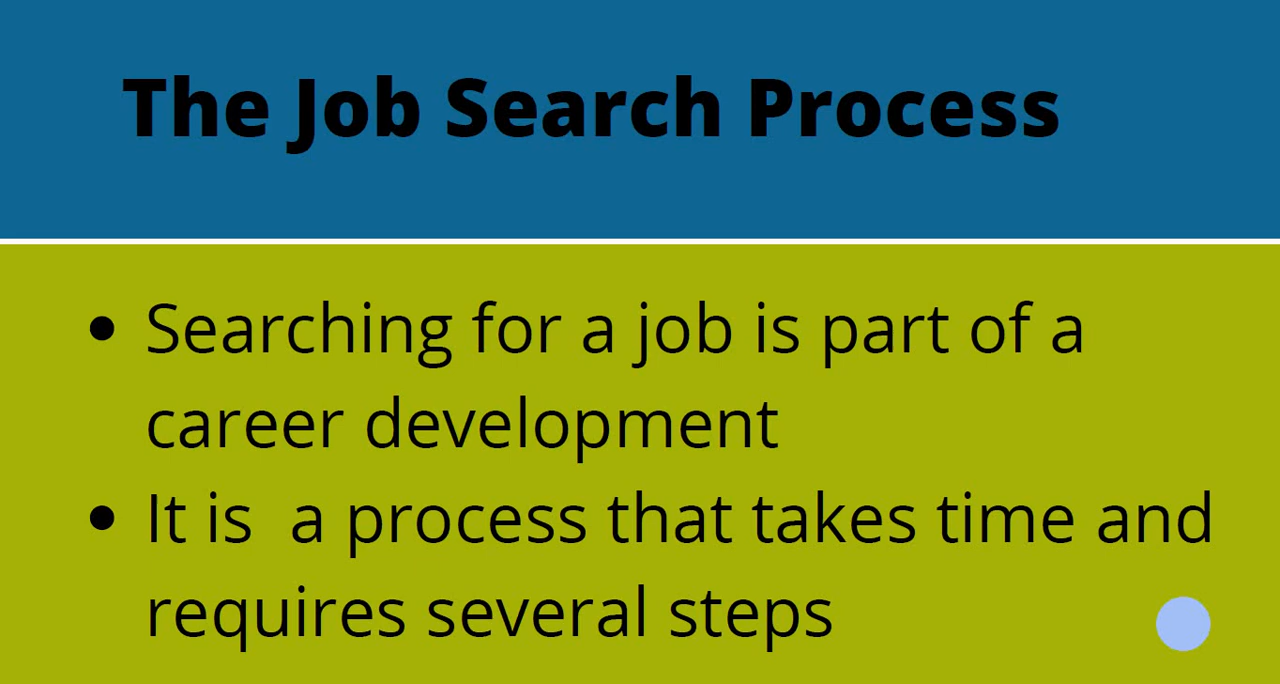 The Job Search Process
• Searching for a job is part of a
career development
• It is  a process that takes time and
requires several steps